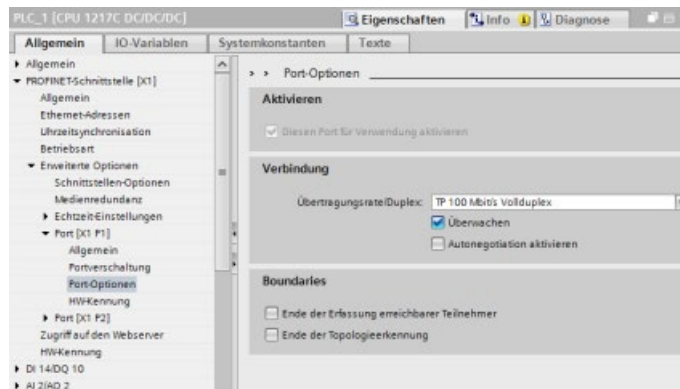 PLC_1 [CPU 1217C DC/DC/DC]
Eigenschaften
Info
Diagnose
Allgemein
IO-Variablen
Systemkonstanten
Texte
Allgemein
PROFINET-Schnittstelle [X1]
Allgemein
Ethernet-Adressen
Uhrzeitsynchronisation
Betriebsart
Erweiterte Optionen
Schnittstellen-Optionen
Medienredundanz
Echtzeit-Einstellungen
Port [X1 P1]
Allgemein
Portverschaltung
Port-Optionen
HW-Kennung
Port [X1 P2]
Zugriff auf den Webserver
HW-Kennung
DI 14/DQ 10
AI 2/AQ 2
> > Port-Optionen
Aktivieren
Diesen Port für Verwendung aktivieren
Verbindung
Übertragungsrate/Duplex: TP 100 Mbit/s Vollduplex
Überwachen
Autonegotiation aktivieren
Boundaries
Ende der Erfassung erreichbarer Teilnehmer
Ende der Topologieerkennung